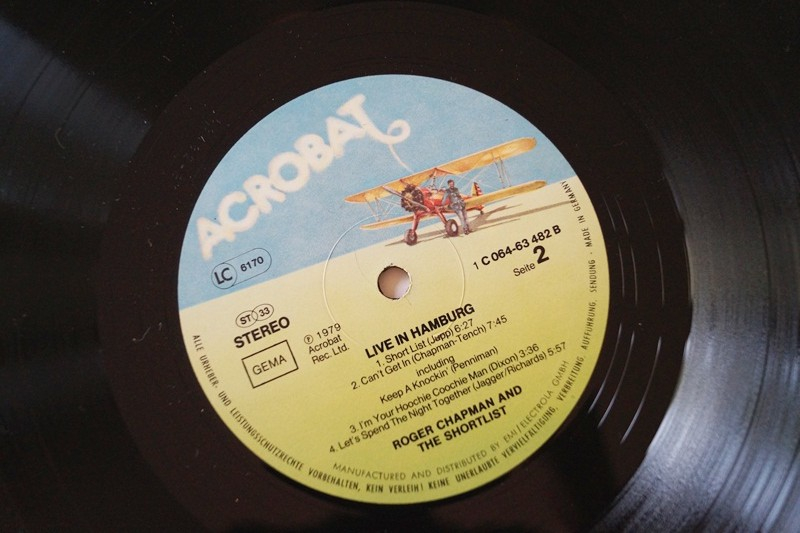 ACROBAT
LC 6170
1 C 064-63 482 B
Seite 2
ST 33
STEREO
GEMA
℗ 1979
Acrobat
Rec. Ltd.
LIVE IN HAMBURG
1. Short List (Japp) 6:27
2. Can't Get In (Chapman-Tench) 7:45
including
Keep A Knockin' (Penniman)
3. I'm Your Hoochie Coochie Man (Dixon) 3:36
4. Let's Spend The Night Together (Jagger/Richards) 5:57
ROGER CHAPMAN AND
THE SHORTLIST
MANUFACTURED AND DISTRIBUTED BY EMI ELECTROLA GMBH
ALLE URHEBER- UND LEISTUNGSSCHUTZRECHTE VORBEHALTEN, KEIN VERLEIH! KEINE UNERLAUBTE VERVIELFÄLTIGUNG, VERBREITUNG, AUFFÜHRUNG, SENDUNG - MADE IN GERMANY